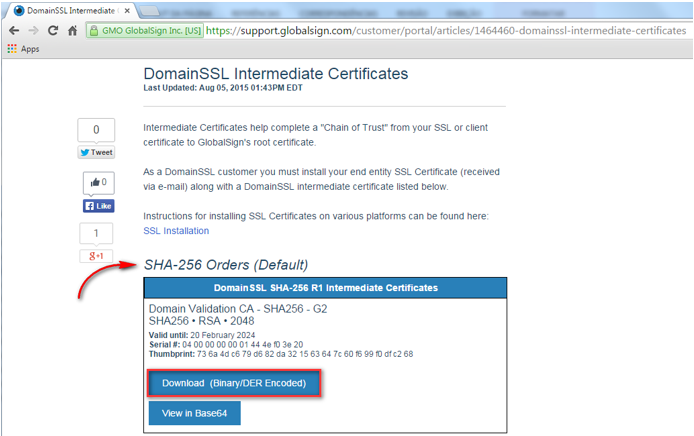 DomainSSL Intermediate C
GMO GlobalSign Inc. [US] https://support.globalsign.com/customer/portal/articles/1464460-domainssl-intermediate-certificates
Apps
DomainSSL Intermediate Certificates
Last Updated: Aug 05, 2015 01:43PM EDT
0
Tweet
0
Like
1
g+1
Intermediate Certificates help complete a "Chain of Trust" from your SSL or client
certificate to GlobalSign's root certificate.
As a DomainSSL customer you must install your end entity SSL Certificate (received
via e-mail) along with a DomainSSL intermediate certificate listed below.
Instructions for installing SSL Certificates on various platforms can be found here:
SSL Installation
SHA-256 Orders (Default)
DomainSSL SHA-256 R1 Intermediate Certificates
Domain Validation CA - SHA256 - G2
SHA256 • RSA • 2048
Valid until: 20 February 2024
Serial #: 04 00 00 00 00 01 44 4e f0 3e 20
Thumbprint: 73 6a 4d c6 79 d6 82 da 32 15 63 64 7c 60 f6 99 f0 df c2 68
Download (Binary/DER Encoded)
View in Base64